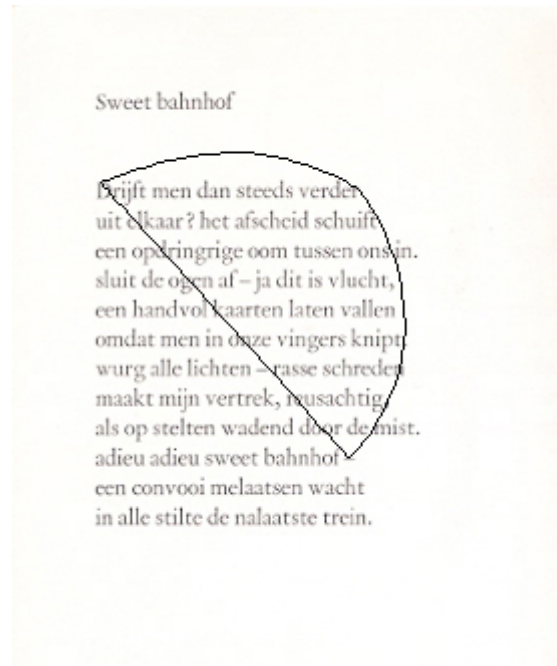 Sweet bahnhof
Drijft men dan steeds verder
uit elkaar? het afscheid schuift
een opdringrige oom tussen ons in.
sluit de ogen af – ja dit is vlucht,
een handvol kaarten laten vallen
omdat men in onze vingers knipt,
wurg alle lichten – rasse schreden
maakt mijn vertrek, reusachtig,
als op stelten wadend door de mist.
adieu adieu sweet bahnhof –
een convooi melaatsen wacht
in alle stilte de nalaatste trein.